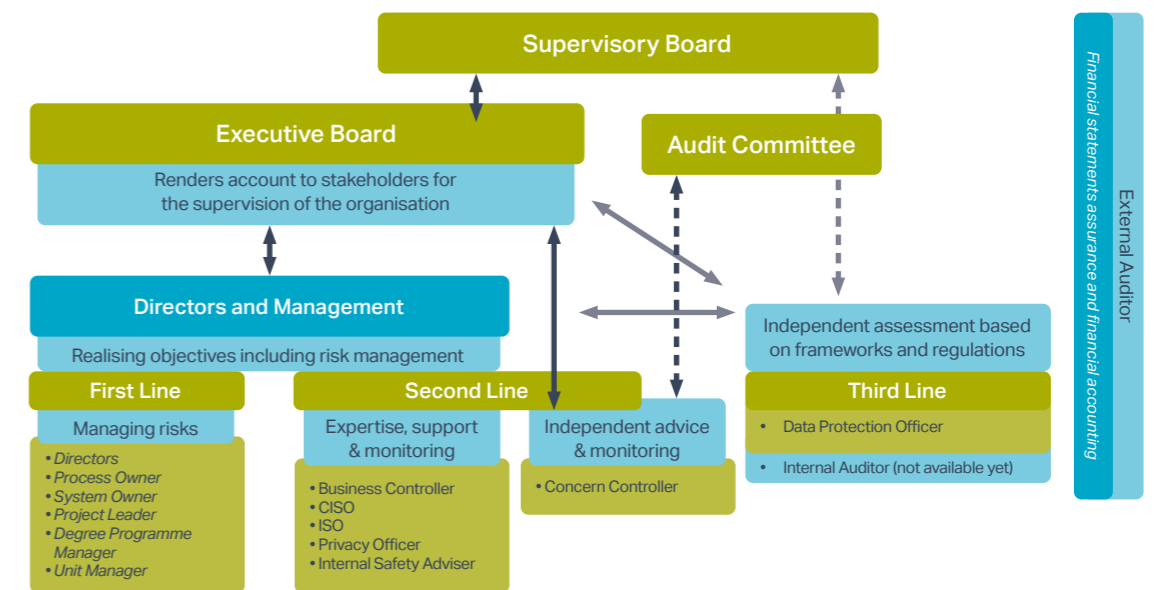 Supervisory Board
Executive Board
Renders account to stakeholders for
the supervision of the organisation
Audit Committee
Directors and Management
Realising objectives including risk management
Independent assessment based
on frameworks and regulations
First Line
Managing risks
• Directors
• Process Owner
• System Owner
• Project Leader
• Degree Programme
Manager
• Unit Manager
Second Line
Expertise, support
& monitoring
• Business Controller
• CISO
• ISO
• Privacy Officer
• Internal Safety Adviser
Independent advice
& monitoring
• Concern Controller
Third Line
• Data Protection Officer
• Internal Auditor (not available yet)
External Auditor
Financial statements assurance and financial accounting